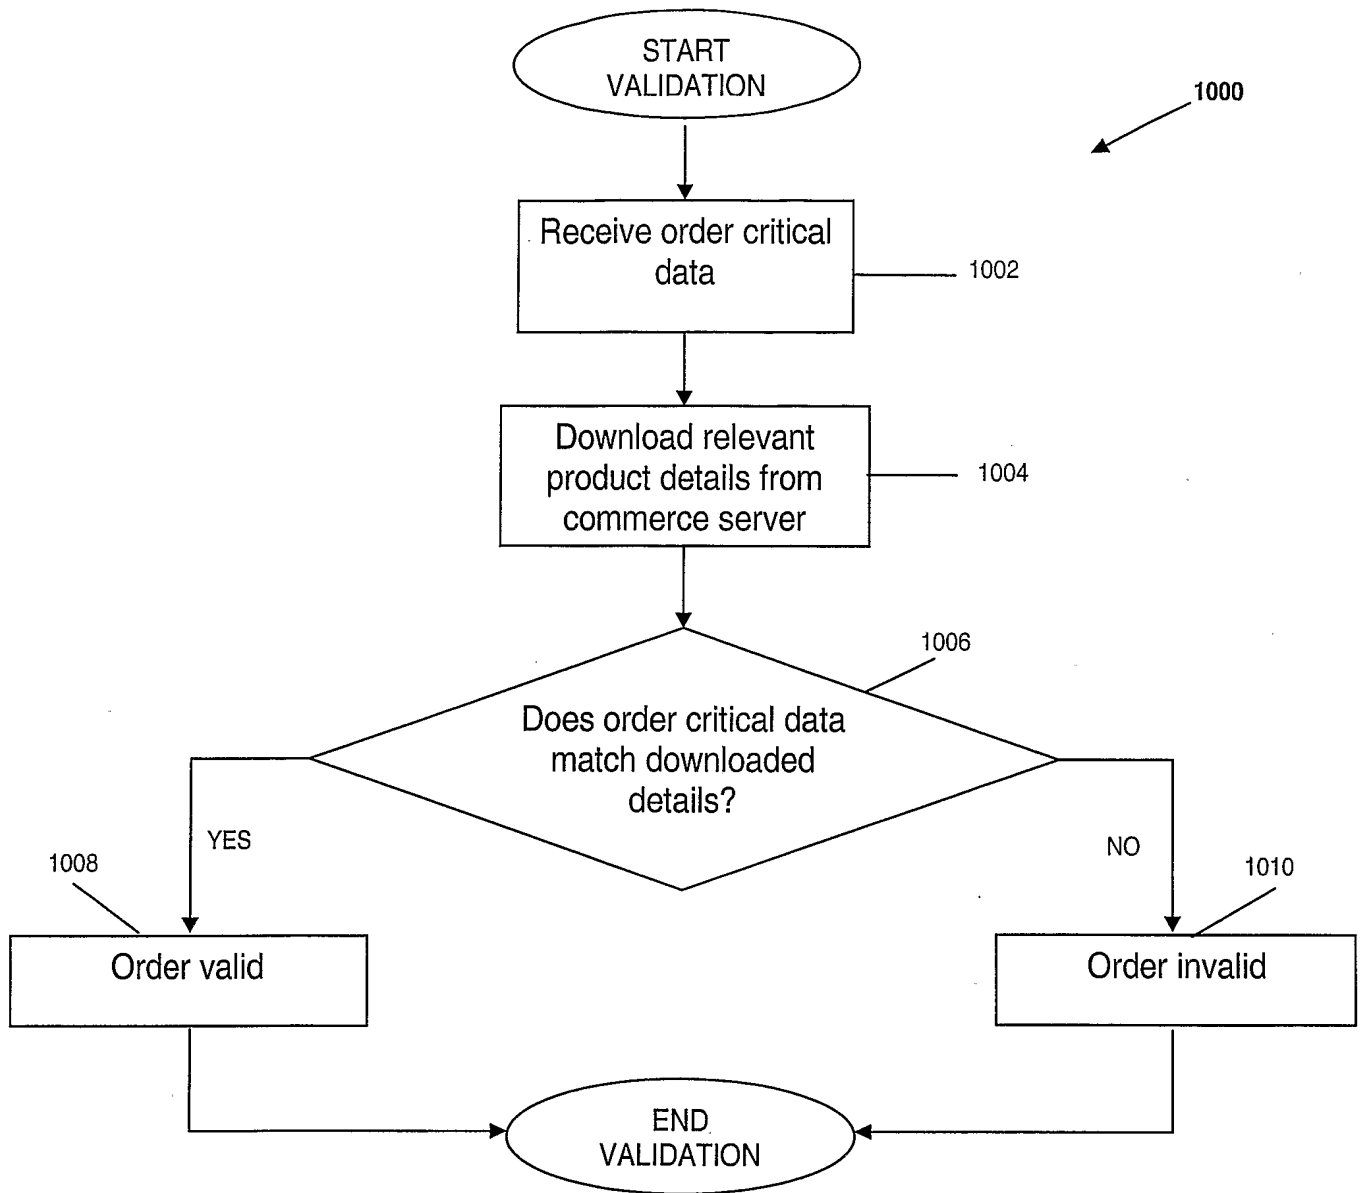 START
VALIDATION
1000
Receive order critical
data
1002
Download relevant
product details from
commerce server
1004
1006
Does order critical data
match downloaded
details?
YES
NO
1008
1010
Order valid
Order invalid
END
VALIDATION